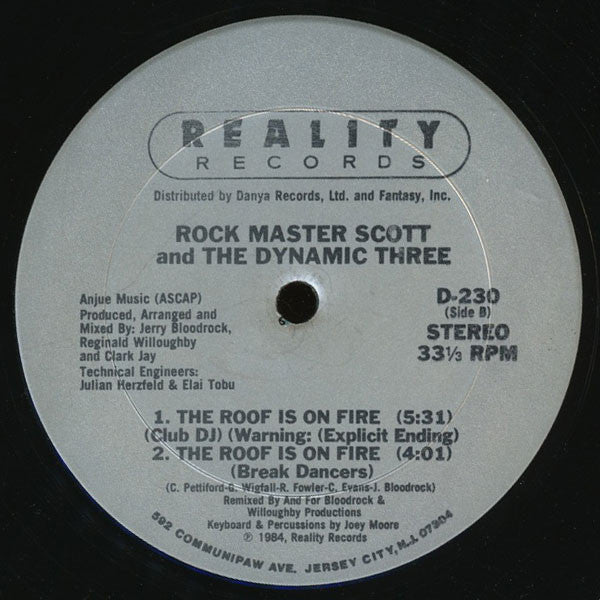 REALITY
RECORDS
Distributed by Danya Records, Ltd. and Fantasy, Inc.
ROCK MASTER SCOTT
and THE DYNAMIC THREE
Anjue Music (ASCAP)
Produced, Arranged and
Mixed By: Jerry Bloodrock,
Reginald Willoughby
and Clark Jay
Technical Engineers:
Julian Herzfeld & Elai Tobu
D-230
(Side B)
STEREO
33⅓ RPM
1. THE ROOF IS ON FIRE (5:31)
(Club DJ) (Warning: (Explicit Ending)
2. THE ROOF IS ON FIRE (4:01)
(Break Dancers)
(C. Pettiford-G. Wigfall-R. Fowler-C. Evans-J. Bloodrock)
Remixed By And For Bloodrock &
Willoughby Productions
Keyboard & Percussions by Joey Moore
℗ 1984, Reality Records
592 COMMUNIPAW AVE. JERSEY CITY, N.J. 07304